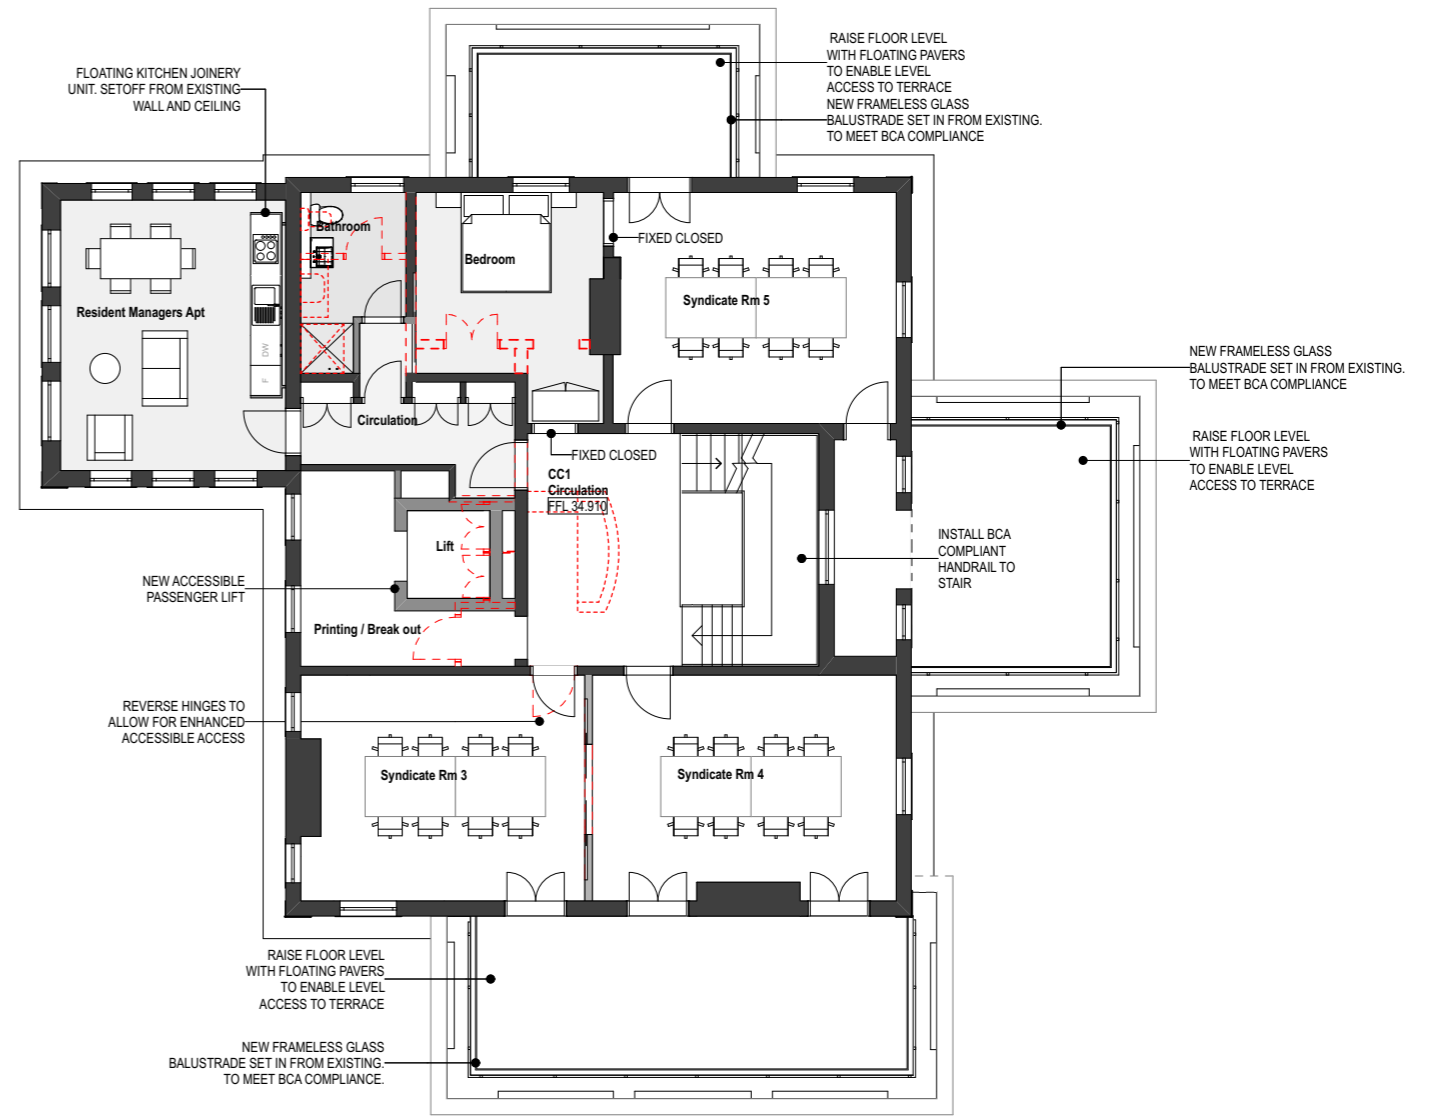 RAISE FLOOR LEVEL
WITH FLOATING PAVERS
TO ENABLE LEVEL
ACCESS TO TERRACE
NEW FRAMELESS GLASS
BALUSTRADE SET IN FROM EXISTING.
TO MEET BCA COMPLIANCE
FLOATING KITCHEN JOINERY
UNIT. SETOFF FROM EXISTING
WALL AND CEILING
Bathroom
Bedroom
FIXED CLOSED
Syndicate Rm 5
Resident Managers Apt
DW
F
NEW FRAMELESS GLASS
BALUSTRADE SET IN FROM EXISTING.
TO MEET BCA COMPLIANCE
Circulation
FIXED CLOSED
RAISE FLOOR LEVEL
WITH FLOATING PAVERS
TO ENABLE LEVEL
ACCESS TO TERRACE
CC1
Circulation
FFL 34.910
Lift
INSTALL BCA
COMPLIANT
HANDRAIL TO
STAIR
NEW ACCESSIBLE
PASSENGER LIFT
Printing / Break out
REVERSE HINGES TO
ALLOW FOR ENHANCED
ACCESSIBLE ACCESS
Syndicate Rm 3
Syndicate Rm 4
RAISE FLOOR LEVEL
WITH FLOATING PAVERS
TO ENABLE LEVEL
ACCESS TO TERRACE
NEW FRAMELESS GLASS
BALUSTRADE SET IN FROM EXISTING.
TO MEET BCA COMPLIANCE.